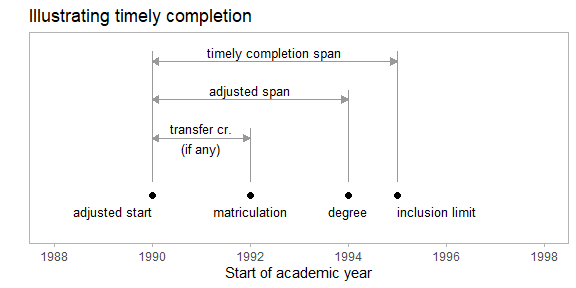 Illustrating timely completion
timely completion span
adjusted span
transfer cr.
(if any)
adjusted start matriculation degree inclusion limit
1988 1990 1992 1994 1996 1998
Start of academic year